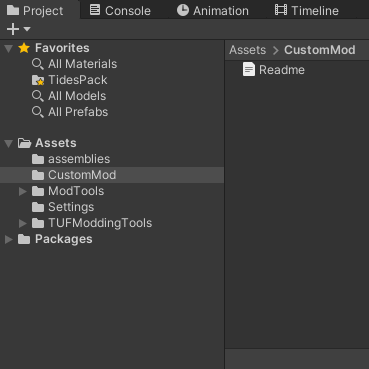 Project
Console
Animation
Timeline
Favorites
All Materials
TidesPack
All Models
All Prefabs
Assets
assemblies
CustomMod
ModTools
Settings
TUFModdingTools
Packages
Assets > CustomMod
Readme